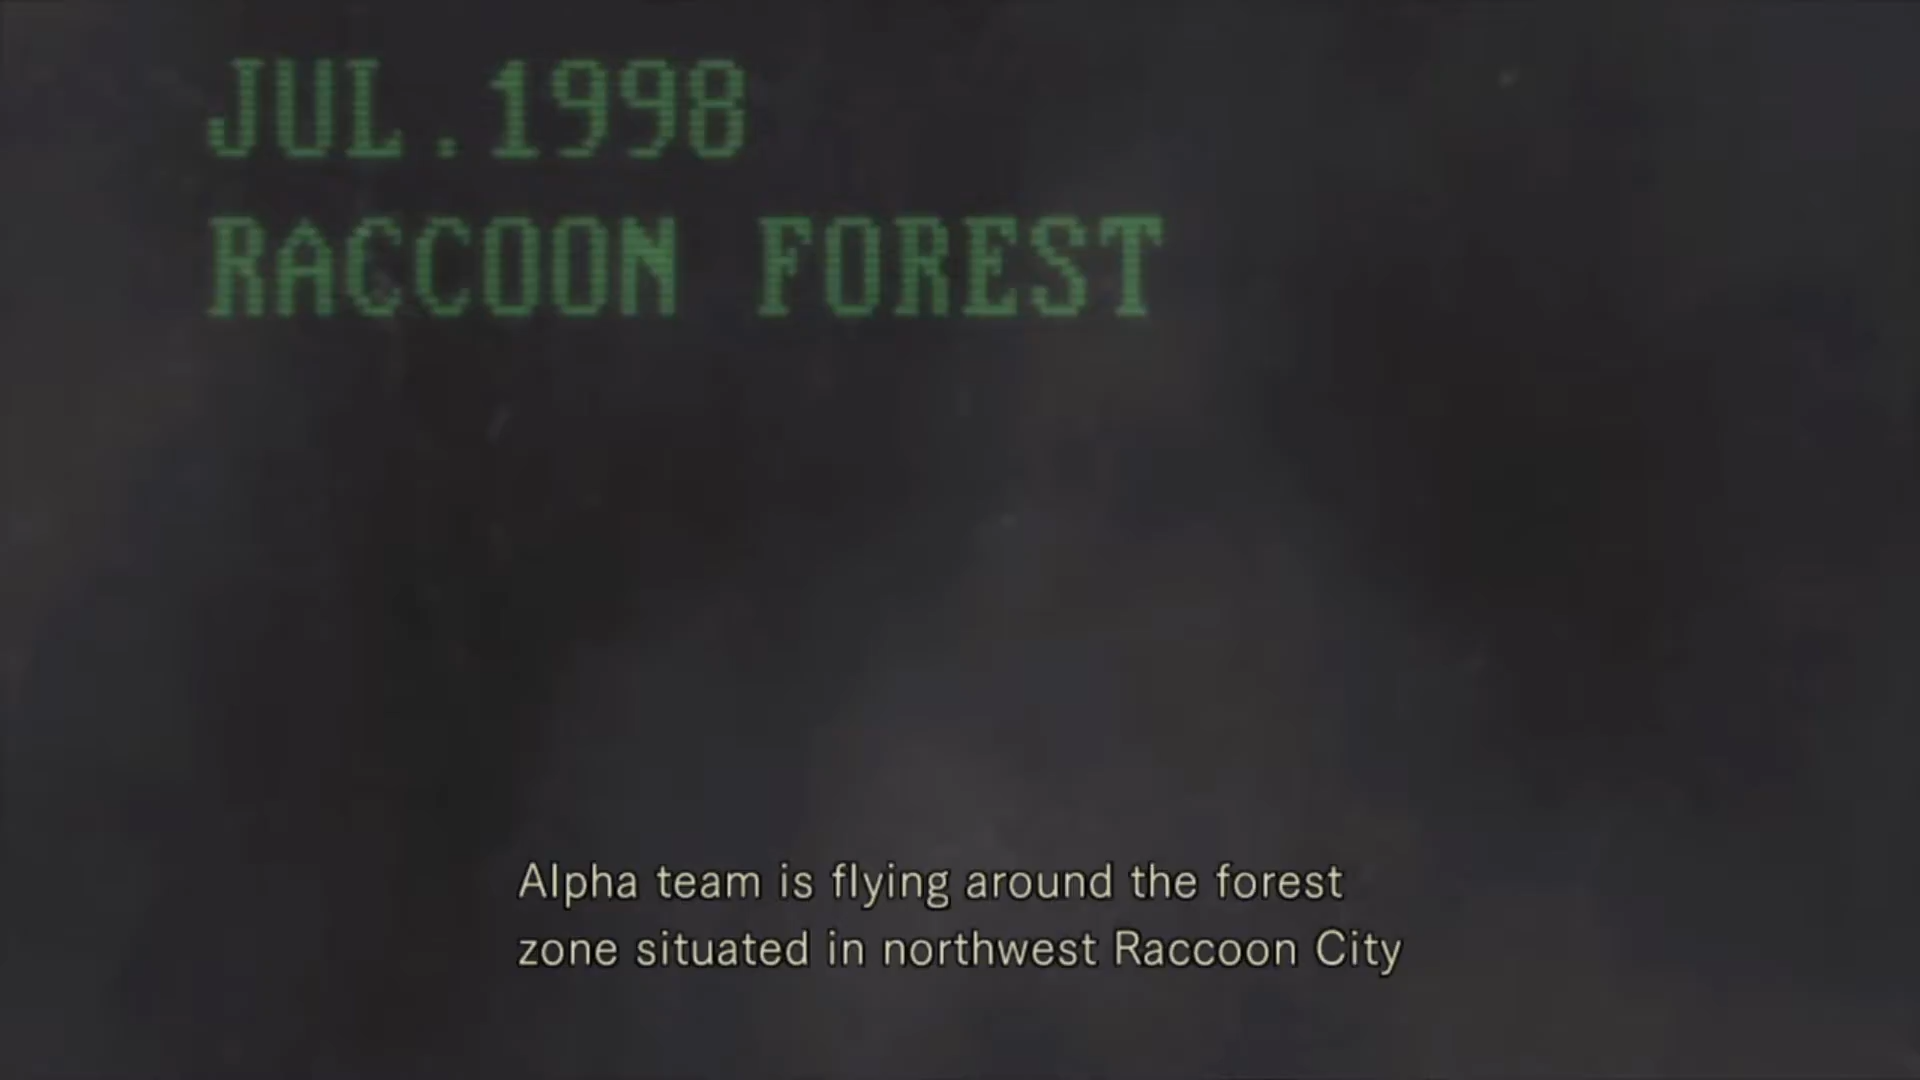 JUL.1998
RACCOON FOREST
Alpha team is flying around the forest
zone situated in northwest Raccoon City